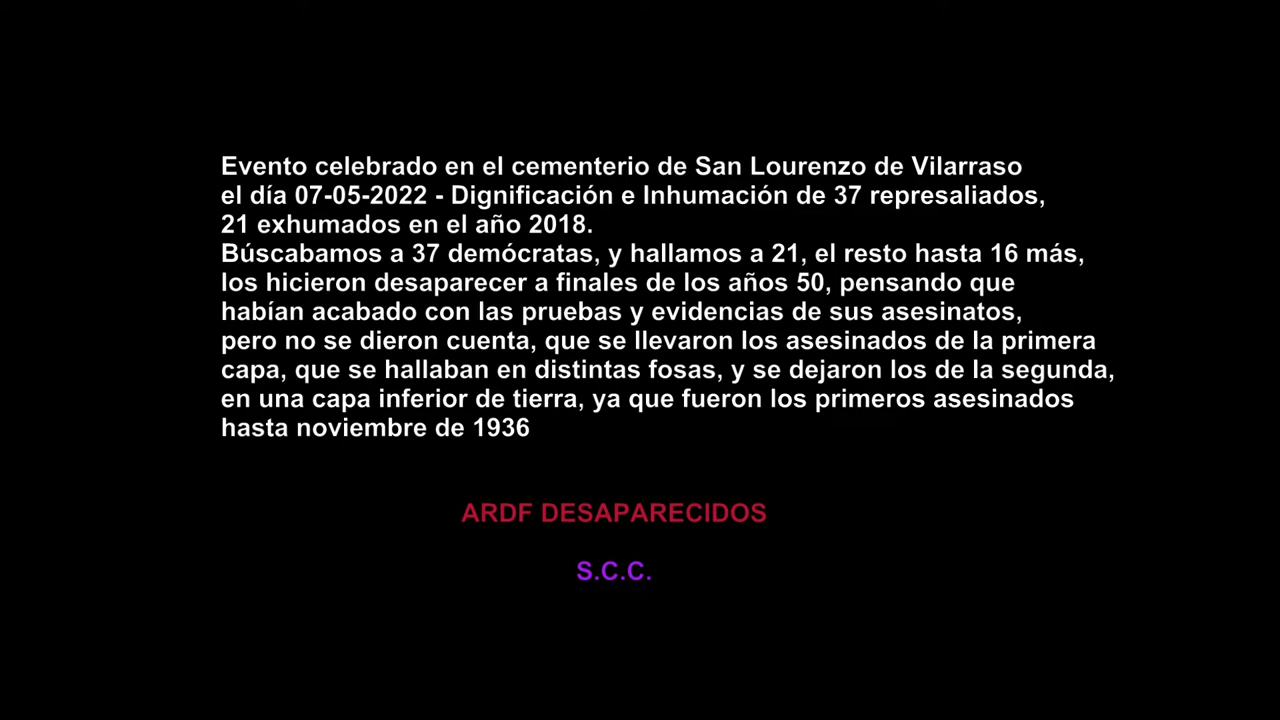 Evento celebrado en el cementerio de San Lourenzo de Vilarraso
el día 07-05-2022 - Dignificación e Inhumación de 37 represaliados,
21 exhumados en el año 2018.
Búscabamos a 37 demócratas, y hallamos a 21, el resto hasta 16 más,
los hicieron desaparecer a finales de los años 50, pensando que
habían acabado con las pruebas y evidencias de sus asesinatos,
pero no se dieron cuenta, que se llevaron los asesinados de la primera
capa, que se hallaban en distintas fosas, y se dejaron los de la segunda,
en una capa inferior de tierra, ya que fueron los primeros asesinados
hasta noviembre de 1936
ARDF DESAPARECIDOS
S.C.C.